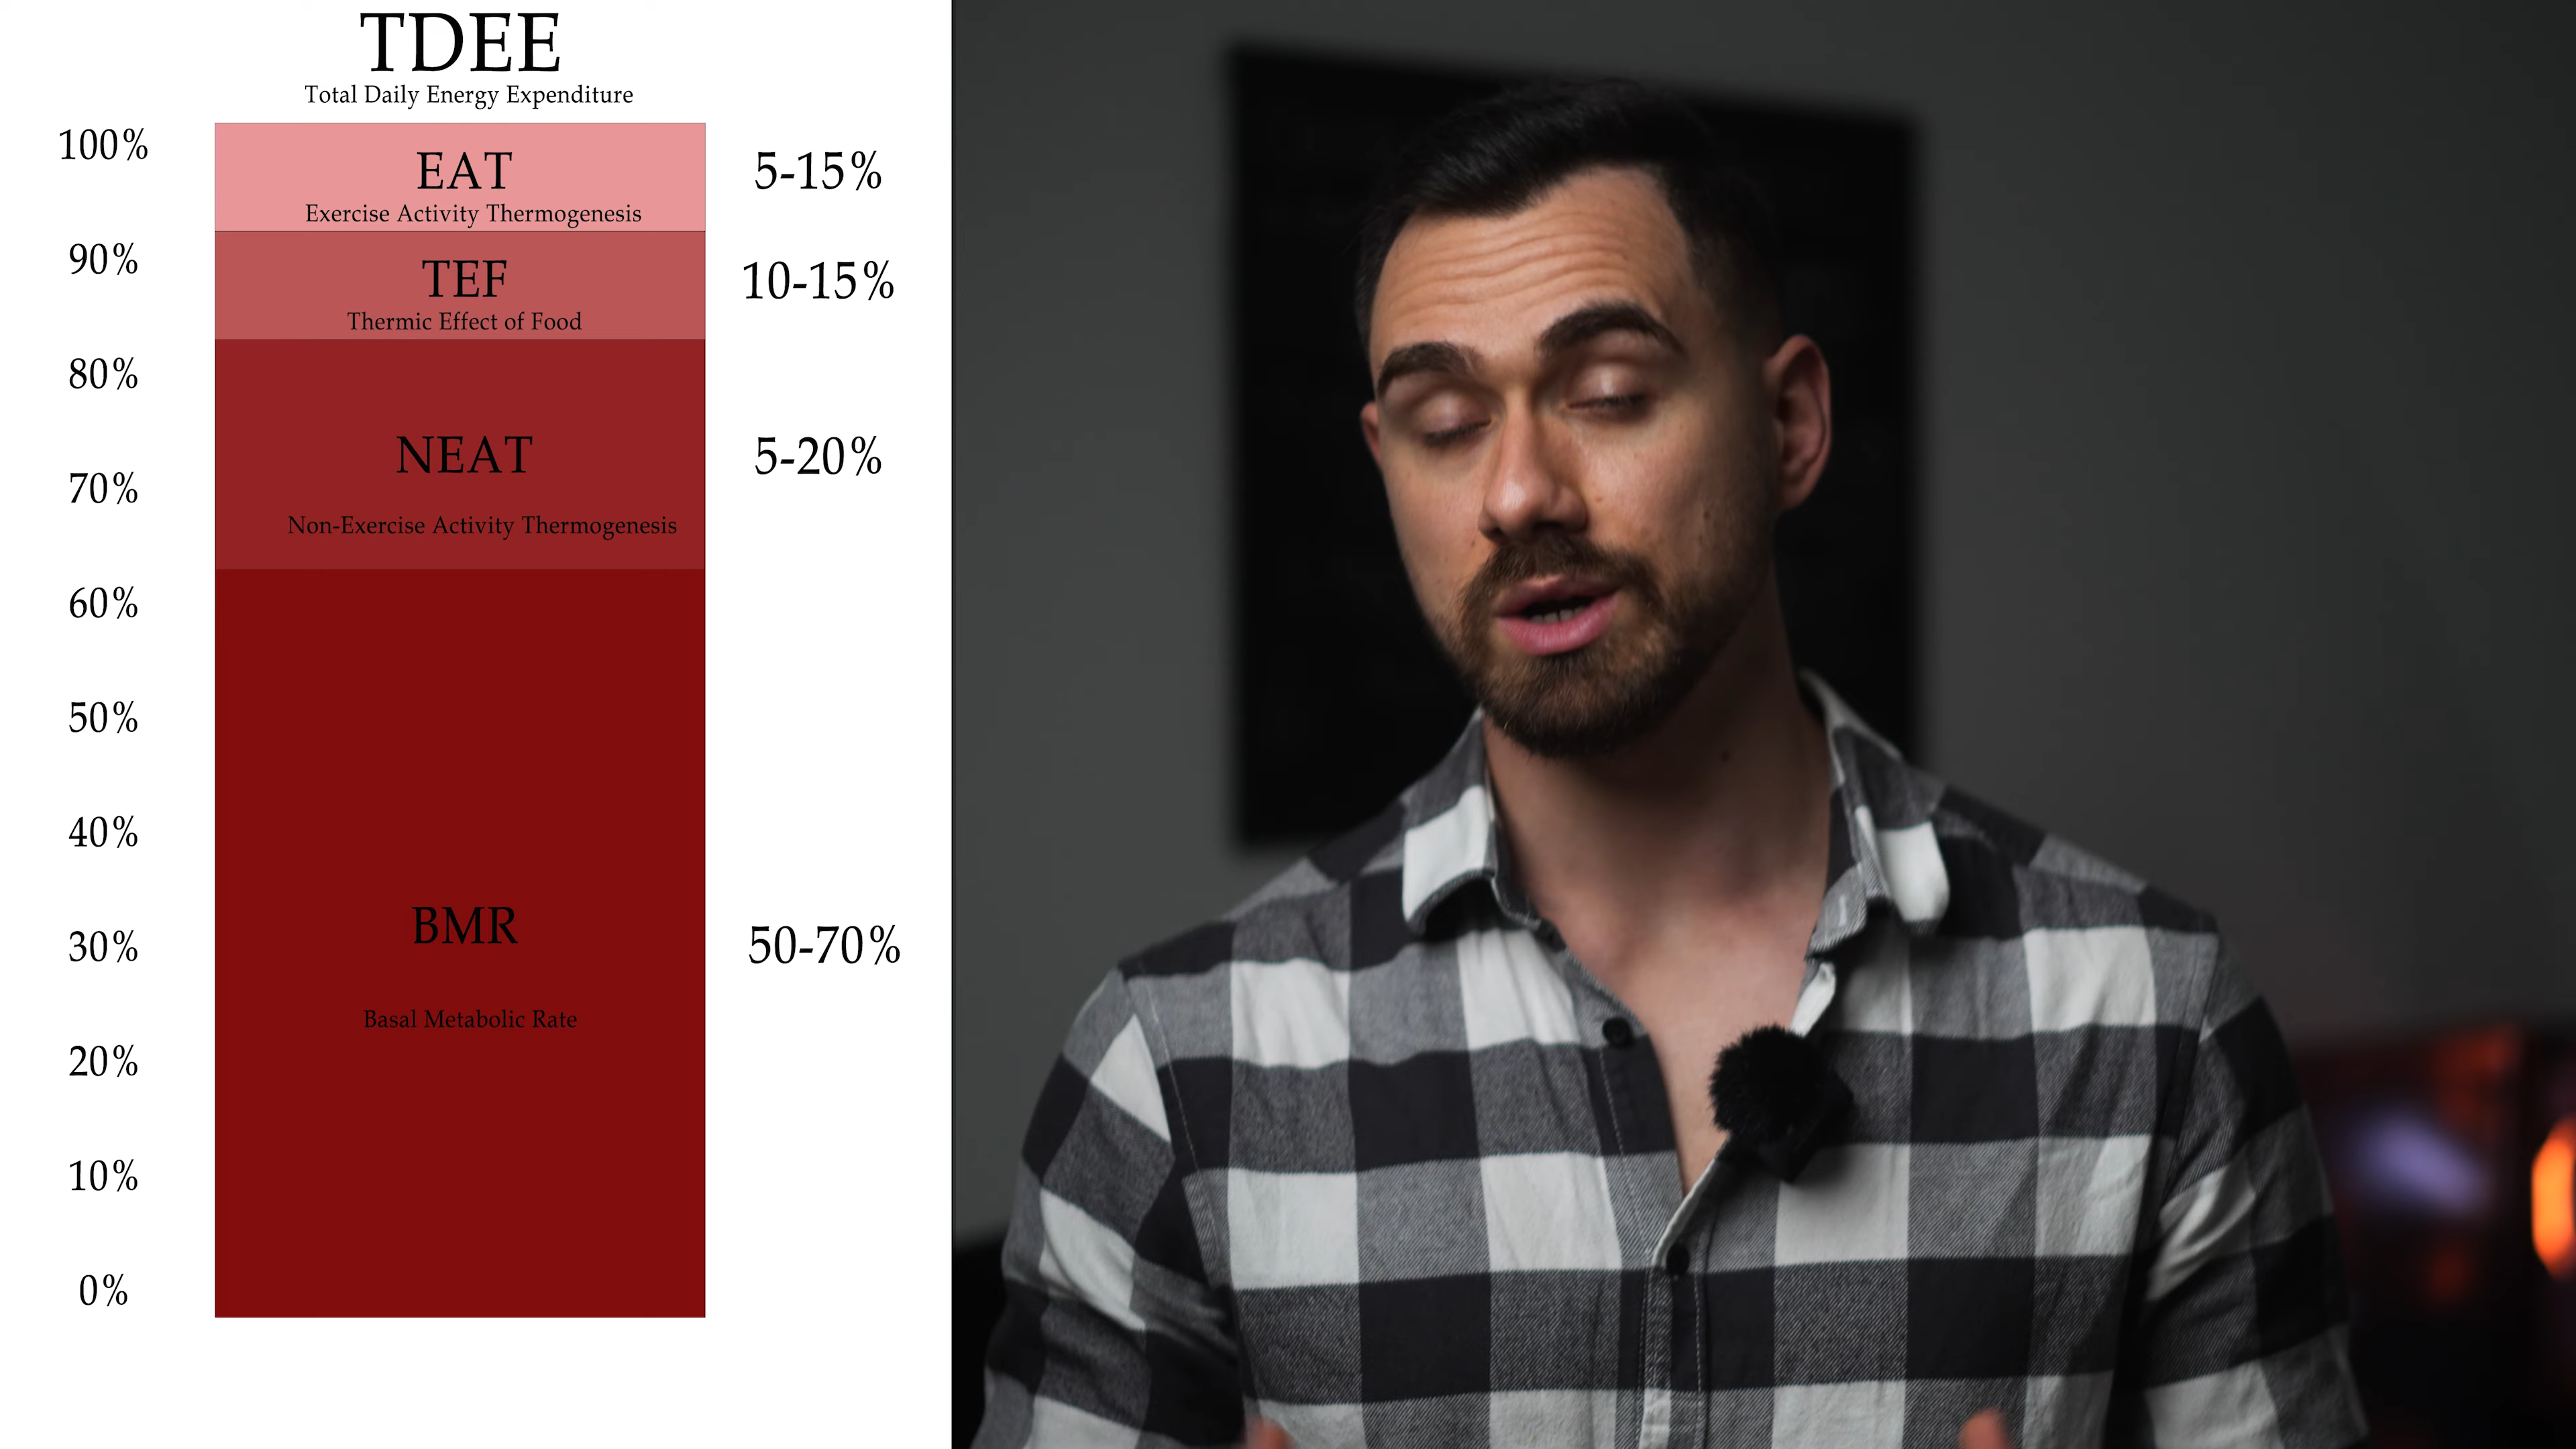 TDEE
Total Daily Energy Expenditure
100%
EAT
5-15%
Exercise Activity Thermogenesis
90%
TEF
10-15%
Thermic Effect of Food
80%
NEAT
5-20%
70%
Non-Exercise Activity Thermogenesis
60%
50%
40%
BMR
30%
50-70%
Basal Metabolic Rate
20%
10%
0%